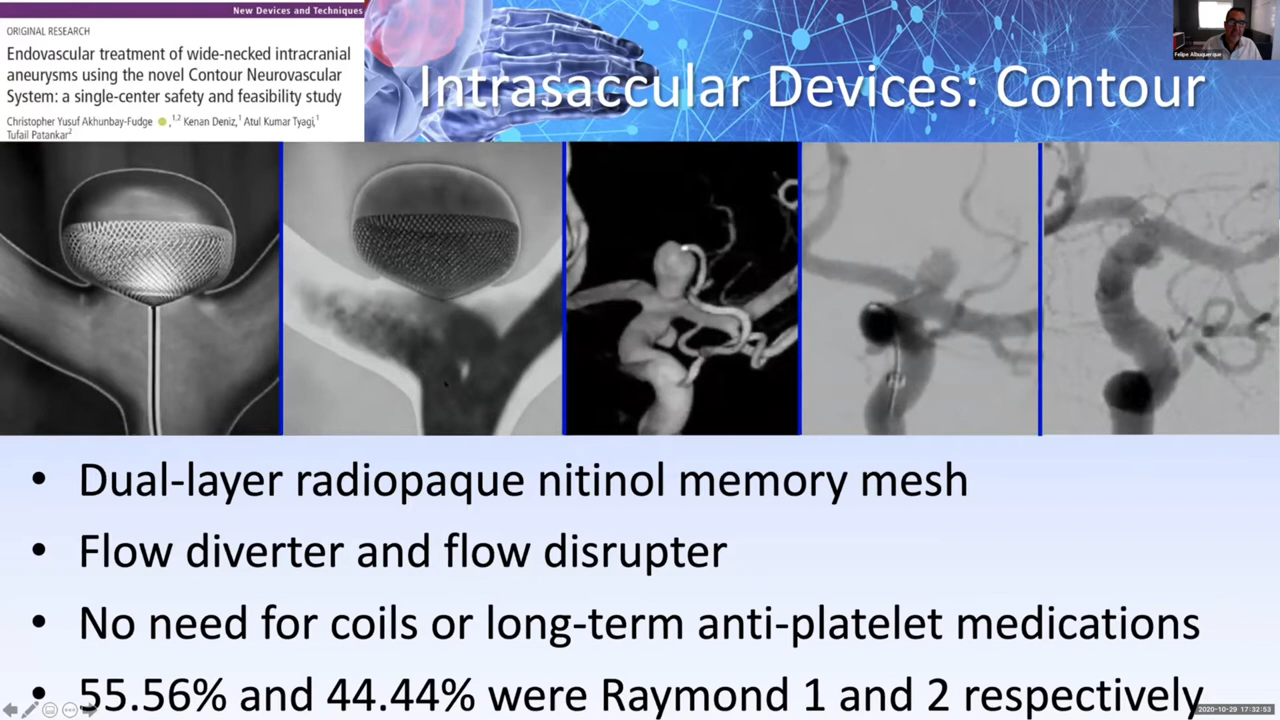 New Devices and Techniques
ORIGINAL RESEARCH
Endovascular treatment of wide-necked intracranial
aneurysms using the novel Contour Neurovascular
System: a single-center safety and feasibility study
Christopher Yusuf Akhunbay-Fudge ,1,2 Kenan Deniz,1 Atul Kumar Tyagi,1
Tufail Patankar2
Intrasaccular Devices: Contour
Felipe Albuquerque
• Dual-layer radiopaque nitinol memory mesh
• Flow diverter and flow disrupter
• No need for coils or long-term anti-platelet medications
• 55.56% and 44.44% were Raymond 1 and 2 respectively
2020-10-29 17:32:53